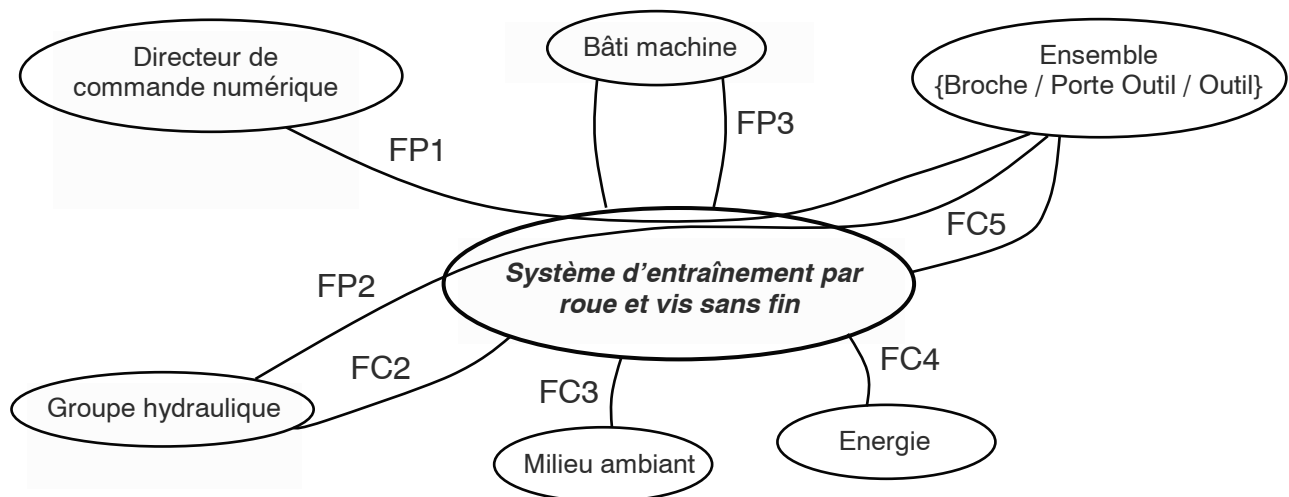 Directeur de
commande numérique
Bâti machine
Ensemble
{Broche / Porte Outil / Outil}
FP1
FP3
FC5
Système d'entraînement par
roue et vis sans fin
FP2
FC2
FC3
FC4
Groupe hydraulique
Milieu ambiant
Energie